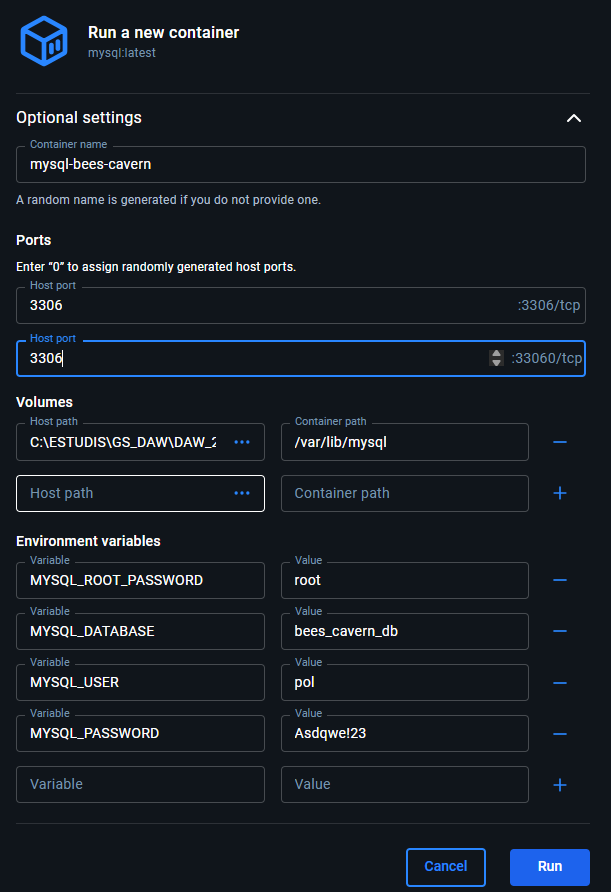 Run a new container
mysql:latest
Optional settings
Container name
mysql-bees-cavern
A random name is generated if you do not provide one.
Ports
Enter “0” to assign randomly generated host ports.
Host port
3306 :3306/tcp
Host port
3306 :33060/tcp
Volumes
Host path Container path
C:\ESTUDIS\GS_DAW\DAW_2 ••• /var/lib/mysql −
Host path ••• Container path +
Environment variables
Variable Value
MYSQL_ROOT_PASSWORD root −
Variable Value
MYSQL_DATABASE bees_cavern_db −
Variable Value
MYSQL_USER pol −
Variable Value
MYSQL_PASSWORD Asdqwe!23 −
Variable Value +
Cancel Run